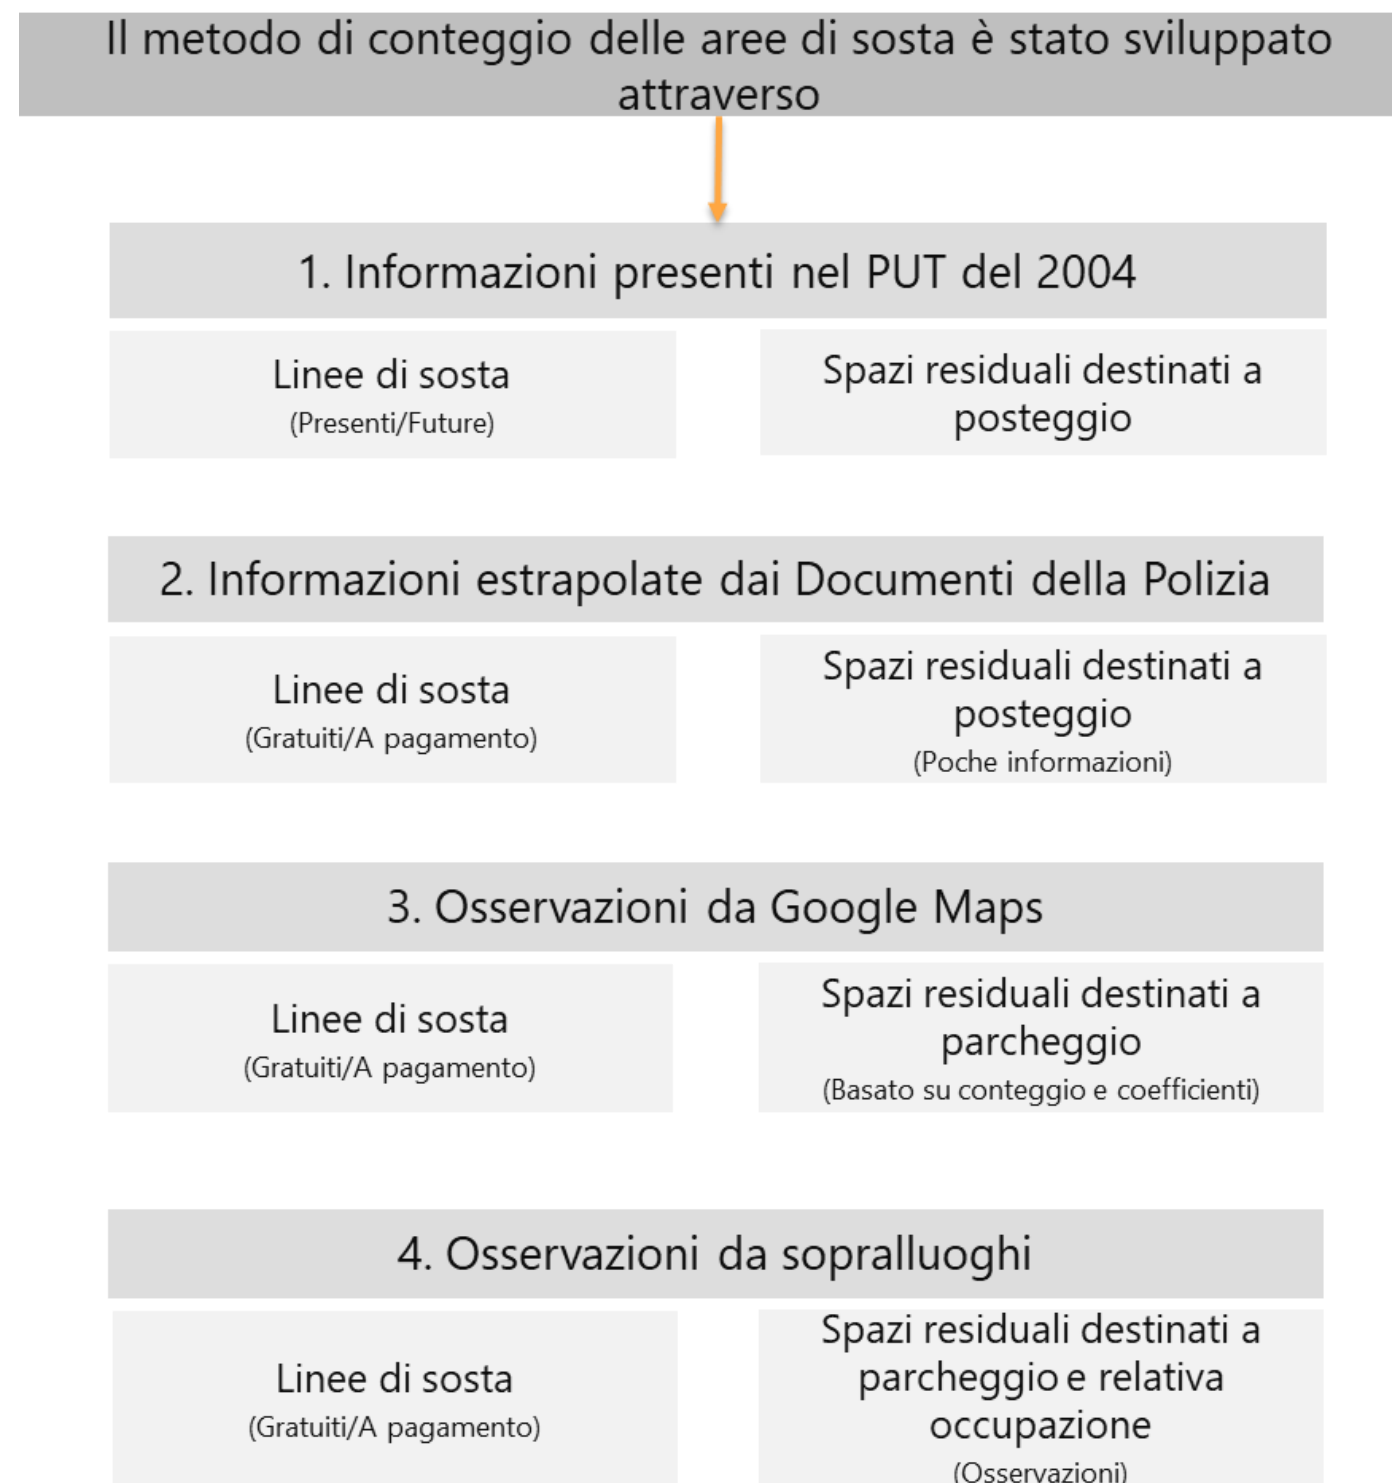 Il metodo di conteggio delle aree di sosta è stato sviluppato
attraverso
1. Informazioni presenti nel PUT del 2004
Linee di sosta
(Presenti/Future)
Spazi residuali destinati a
posteggio
2. Informazioni estrapolate dai Documenti della Polizia
Linee di sosta
(Gratuiti/A pagamento)
Spazi residuali destinati a
posteggio
(Poche informazioni)
3. Osservazioni da Google Maps
Linee di sosta
(Gratuiti/A pagamento)
Spazi residuali destinati a
parcheggio
(Basato su conteggio e coefficienti)
4. Osservazioni da sopralluoghi
Linee di sosta
(Gratuiti/A pagamento)
Spazi residuali destinati a
parcheggio e relativa
occupazione
(Osservazioni)